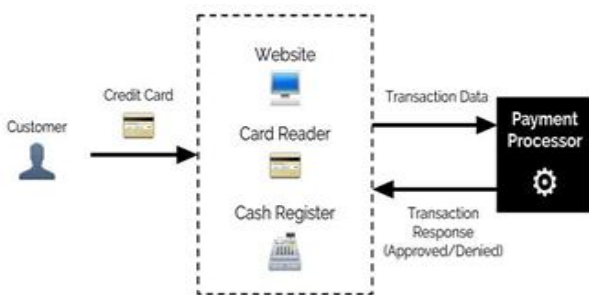 Customer
Credit Card
Website
Card Reader
Cash Register
Transaction Data
Payment
Processor
Transaction
Response
(Approved/Denied)